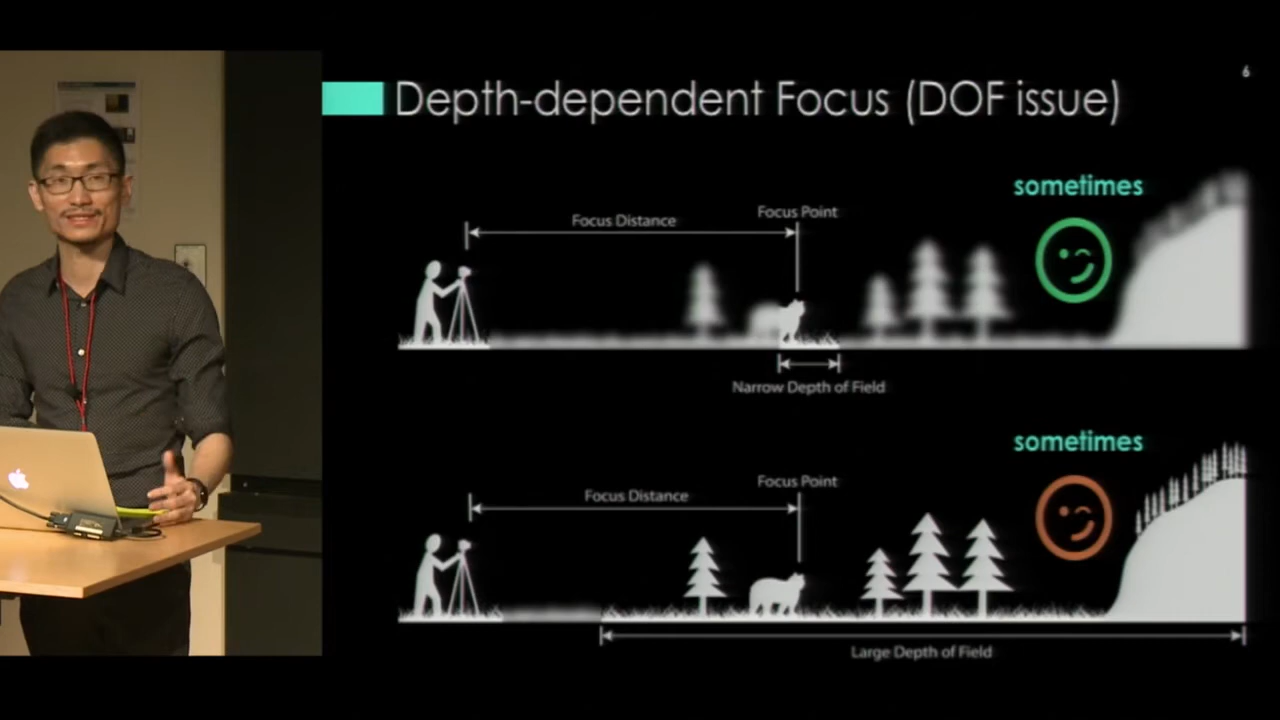 6
Depth-dependent Focus (DOF issue)
sometimes
Focus Distance
Focus Point
Narrow Depth of Field
sometimes
Focus Distance
Focus Point
Large Depth of Field